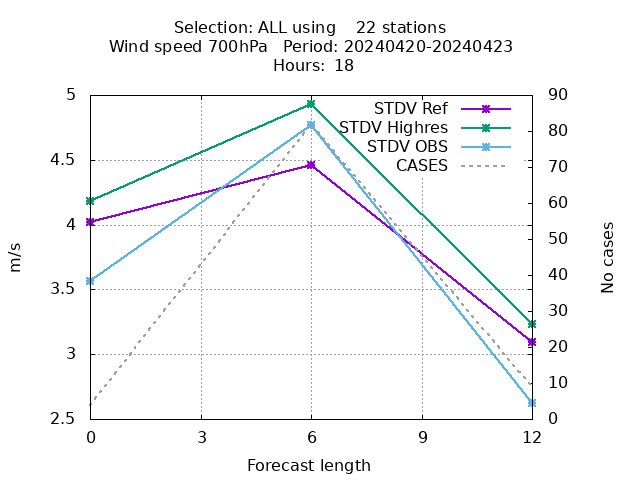 Selection: ALL using    22 stations
Wind speed 700hPa   Period: 20240420-20240423
Hours:  18
5
4.5
4
3.5
3
2.5
m/s
90
80
70
60
50
40
30
20
10
0
No cases
STDV Ref
STDV Highres
STDV OBS
CASES
0
3
6
9
12
Forecast length